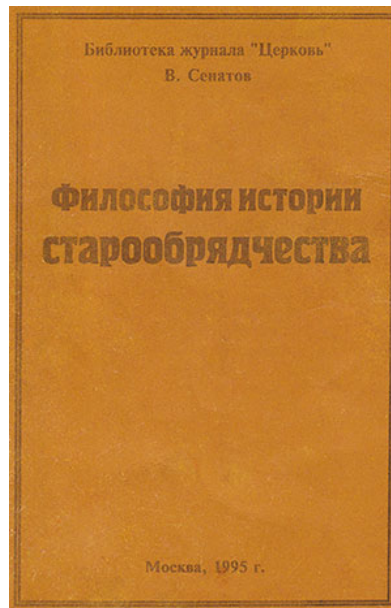 Библиотека журнала "Церковь"
В. Сенатов
Философия истории
старообрядчества
Москва, 1995 г.